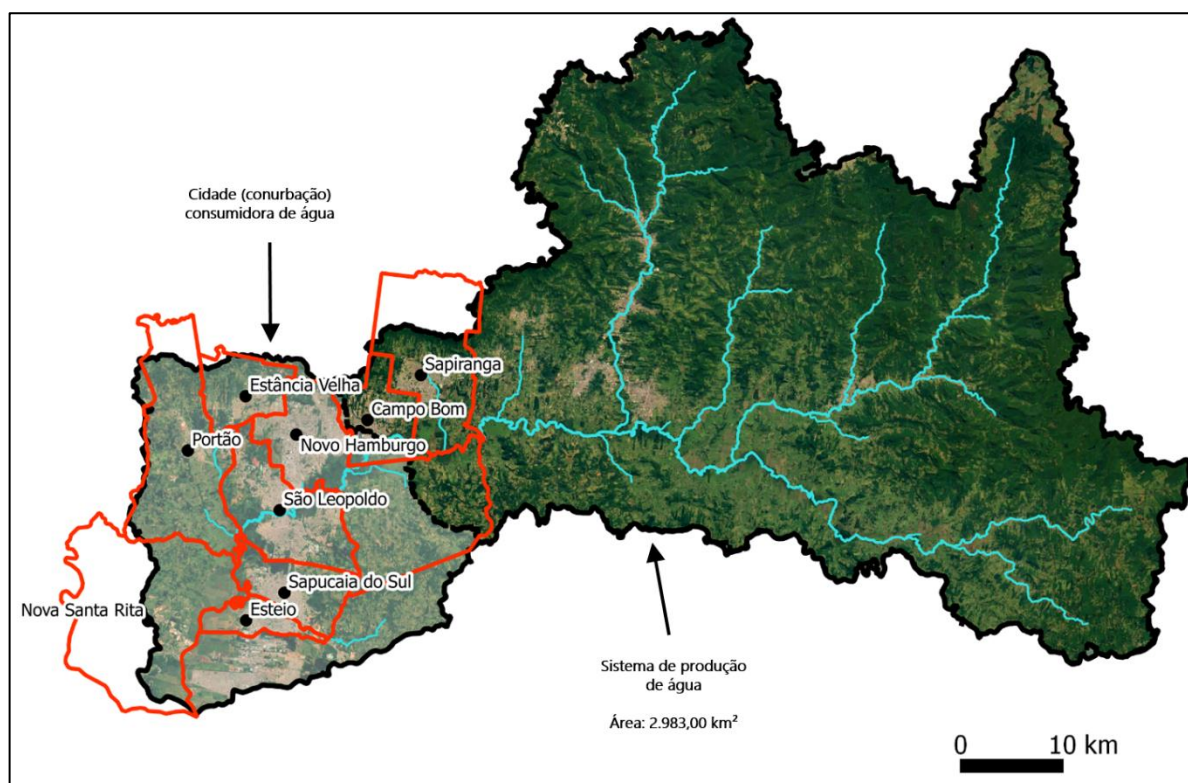 Cidade (conurbação)
consumidora de água
Sapiranga
Estância Velha
Campo Bom
Portão
Novo Hamburgo
São Leopoldo
Sapucaia do Sul
Nova Santa Rita
Esteio
Sistema de produção
de água
Área: 2.983,00 km²
0 10 km